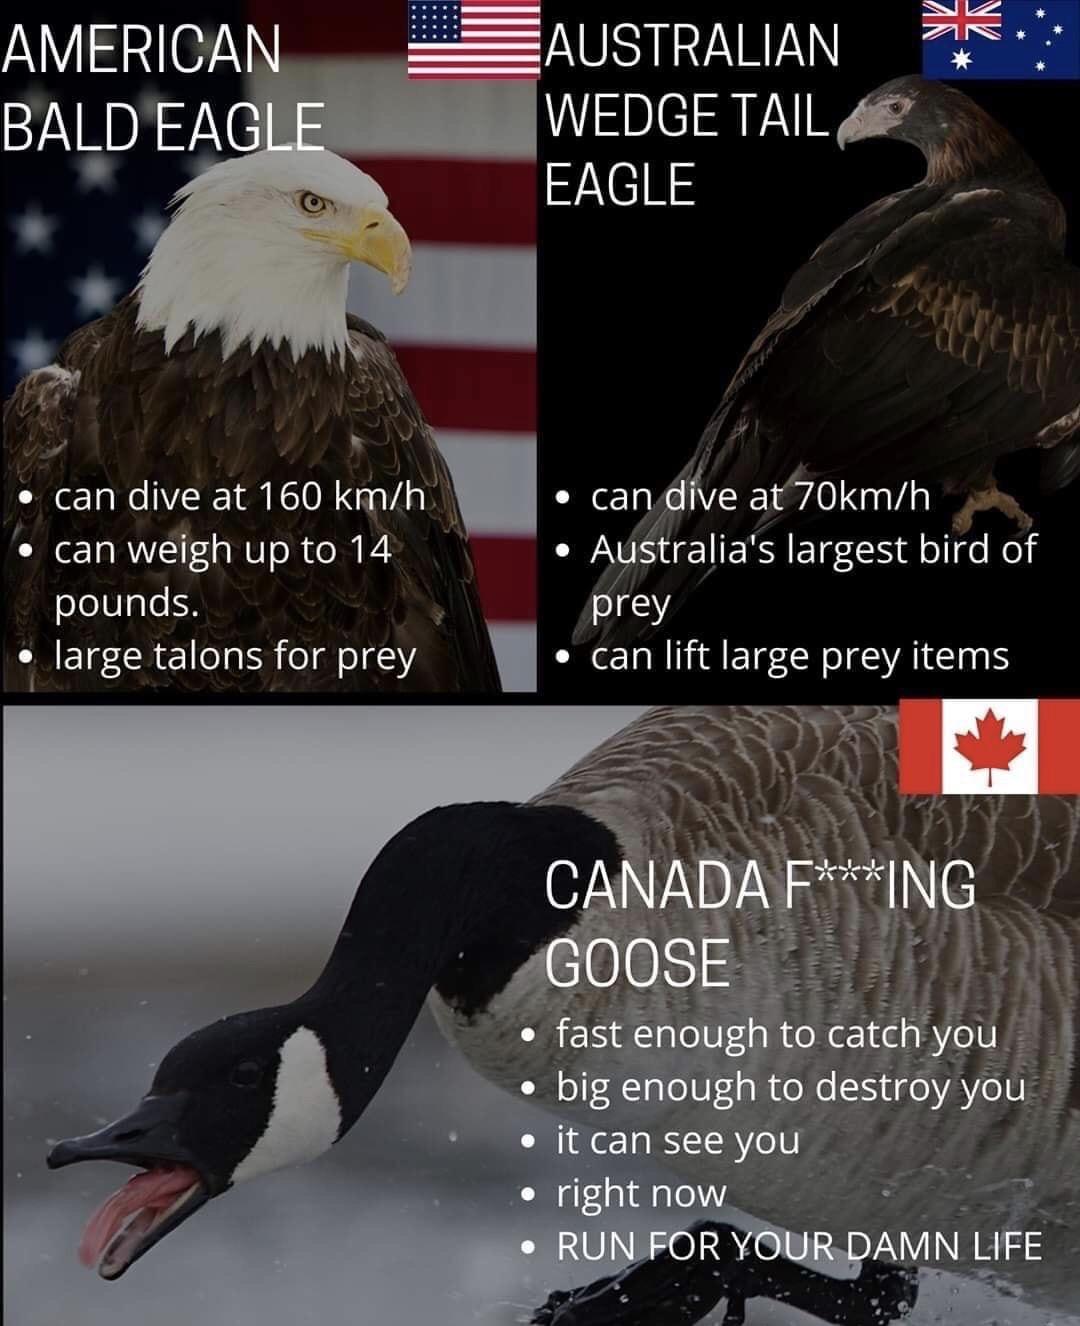 AMERICAN
BALD EAGLE
• can dive at 160 km/h
• can weigh up to 14
pounds.
• large talons for prey
AUSTRALIAN
WEDGE TAIL
EAGLE
• can dive at 70km/h
• Australia's largest bird of
prey
• can lift large prey items
CANADA F***ING
GOOSE
• fast enough to catch you
• big enough to destroy you
• it can see you
• right now
• RUN FOR YOUR DAMN LIFE